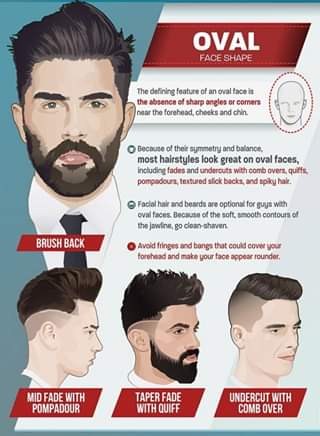 OVAL
FACE SHAPE
The defining feature of an oval face is
the absence of sharp angles or corners
near the forehead, cheeks and chin.
Because of their symmetry and balance,
most hairstyles look great on oval faces,
including fades and undercuts with comb overs, quiffs,
pompadours, textured slick backs, and spiky hair.
Facial hair and beards are optional for guys with
oval faces. Because of the soft, smooth contours of
the jawline, go clean-shaven.
Avoid fringes and bangs that could cover your
forehead and make your face appear rounder.
BRUSH BACK
MID FADE WITH
POMPADOUR
TAPER FADE
WITH QUIFF
UNDERCUT WITH
COMB OVER